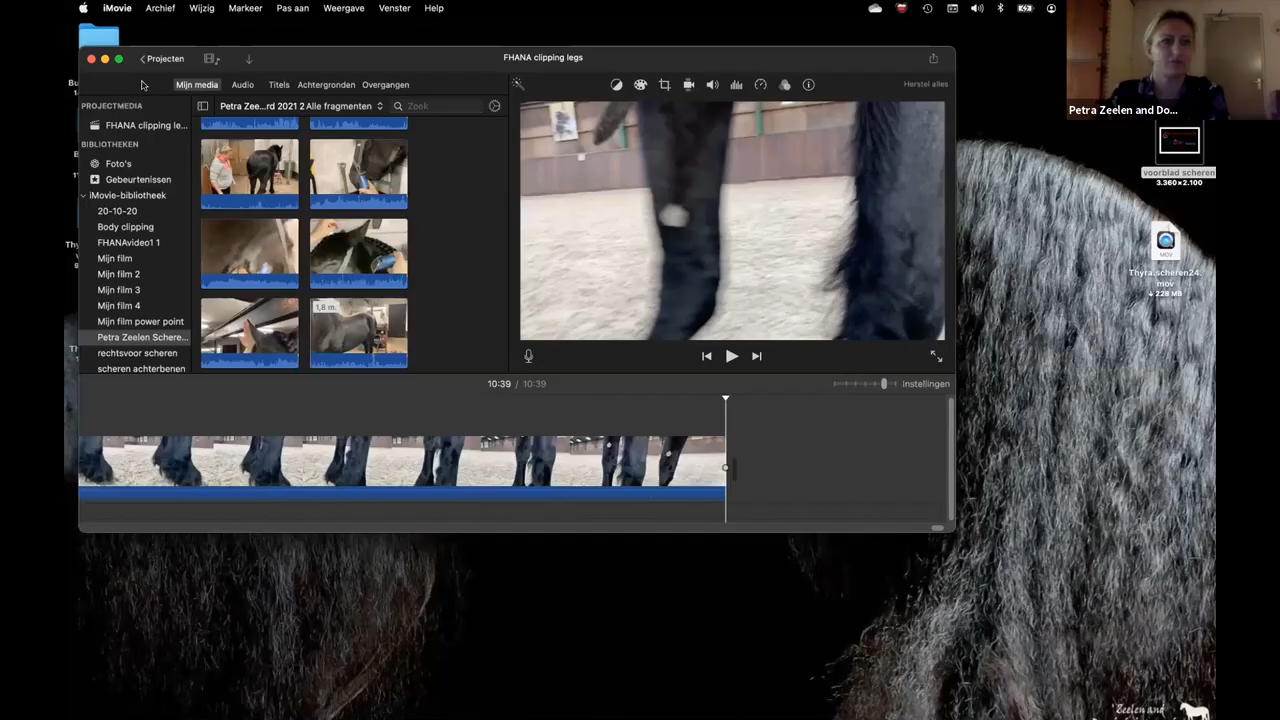 iMovie Archief Wijzig Markeer Pas aan Weergave Venster Help
Projecten
FHANA clipping legs
Mijn media Audio Titels Achtergronden Overgangen
Herstel alles
PROJECTMEDIA
Petra Zee...rd 2021 2 Alle fragmenten
Zoek
FHANA clipping le...
BIBLIOTHEKEN
Foto's
Gebeurtenissen
iMovie-bibliotheek
20-10-20
Body clipping
FHANAvideo1 1
Mijn film
Mijn film 2
Mijn film 3
Mijn film 4
Mijn film power point
Petra Zeelen Schere...
rechtsvoor scheren
scheren achterbenen
1,8 m.
10:39 / 10:39
Instellingen
Petra Zeelen and Do...
voorblad scheren
3.360×2.100
MOV
Thyra.scheren24.
mov
228 MB
Zeelen and